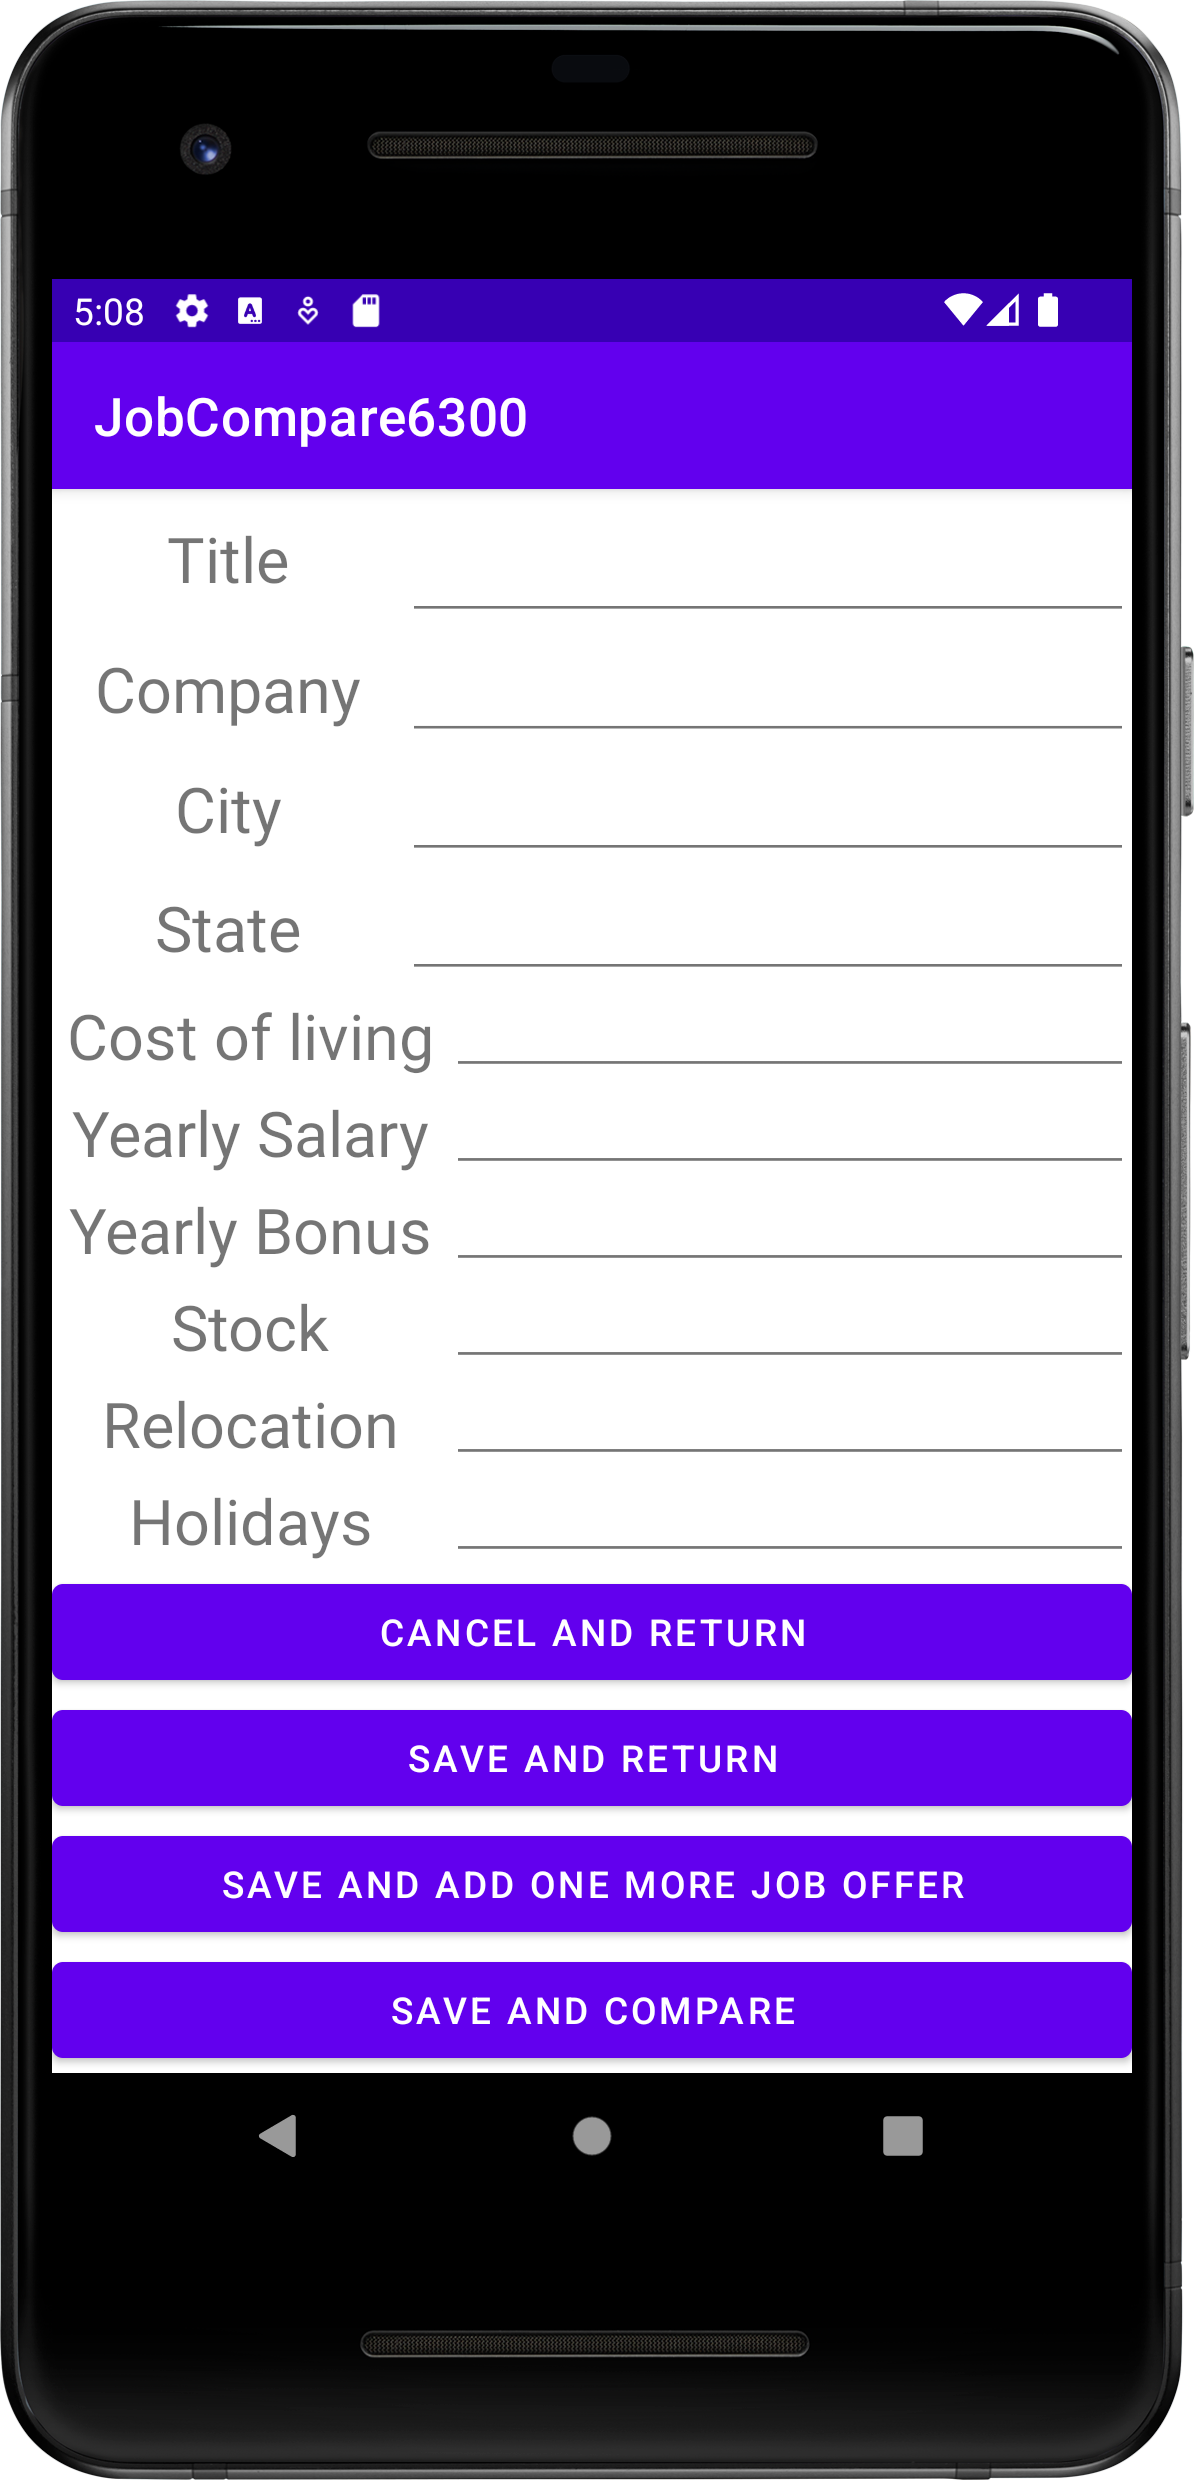 5:08
JobCompare6300
Title
Company
City
State
Cost of living
Yearly Salary
Yearly Bonus
Stock
Relocation
Holidays
CANCEL AND RETURN
SAVE AND RETURN
SAVE AND ADD ONE MORE JOB OFFER
SAVE AND COMPARE